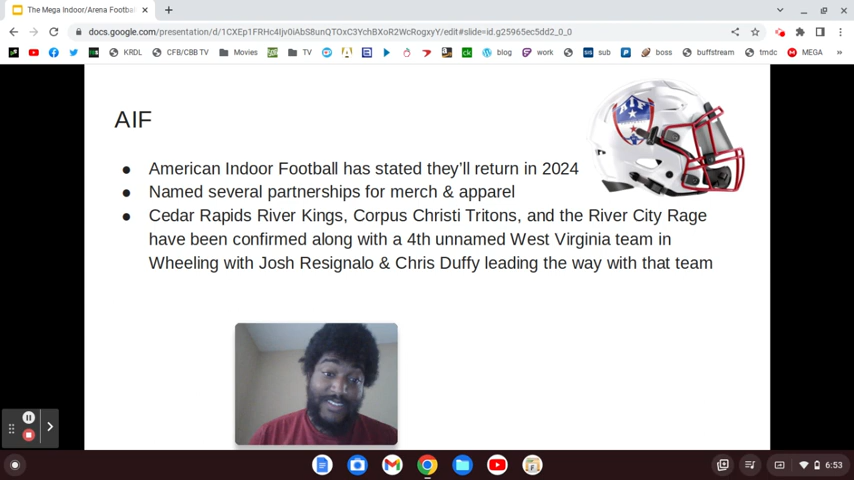 The Mega Indoor/Arena Footba
docs.google.com/presentation/d/1CXEp1FRHc4Ijv0iAbS8unQTOxC3YchBXoR2WcRogxyY/edit#slide=id.g25965ec5dd2_0_0
KRDL CFB/CBB TV Movies TV blog work sub boss buffstream tmdc MEGA »
AIF
AIF
● American Indoor Football has stated they'll return in 2024
● Named several partnerships for merch & apparel
● Cedar Rapids River Kings, Corpus Christi Tritons, and the River City Rage
have been confirmed along with a 4th unnamed West Virginia team in
Wheeling with Josh Resignalo & Chris Duffy leading the way with that team
6:53